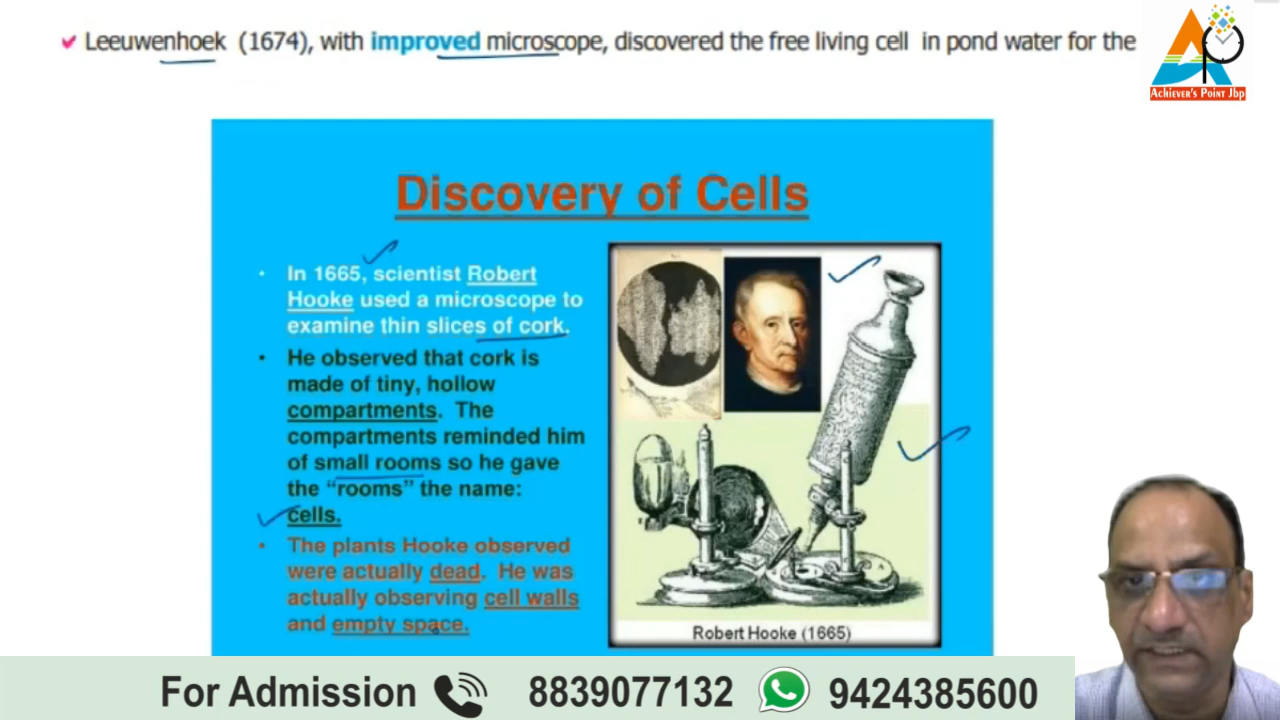 Leeuwenhoek (1674), with improved microscope, discovered the free living cell in pond water for the
Achiever's Point Jbp
Discovery of Cells
• In 1665, scientist Robert
Hooke used a microscope to
examine thin slices of cork.
• He observed that cork is
made of tiny, hollow
compartments. The
compartments reminded him
of small rooms so he gave
the “rooms” the name:
cells.
• The plants Hooke observed
were actually dead. He was
actually observing cell walls
and empty space.
Robert Hooke (1665)
For Admission 8839077132 9424385600